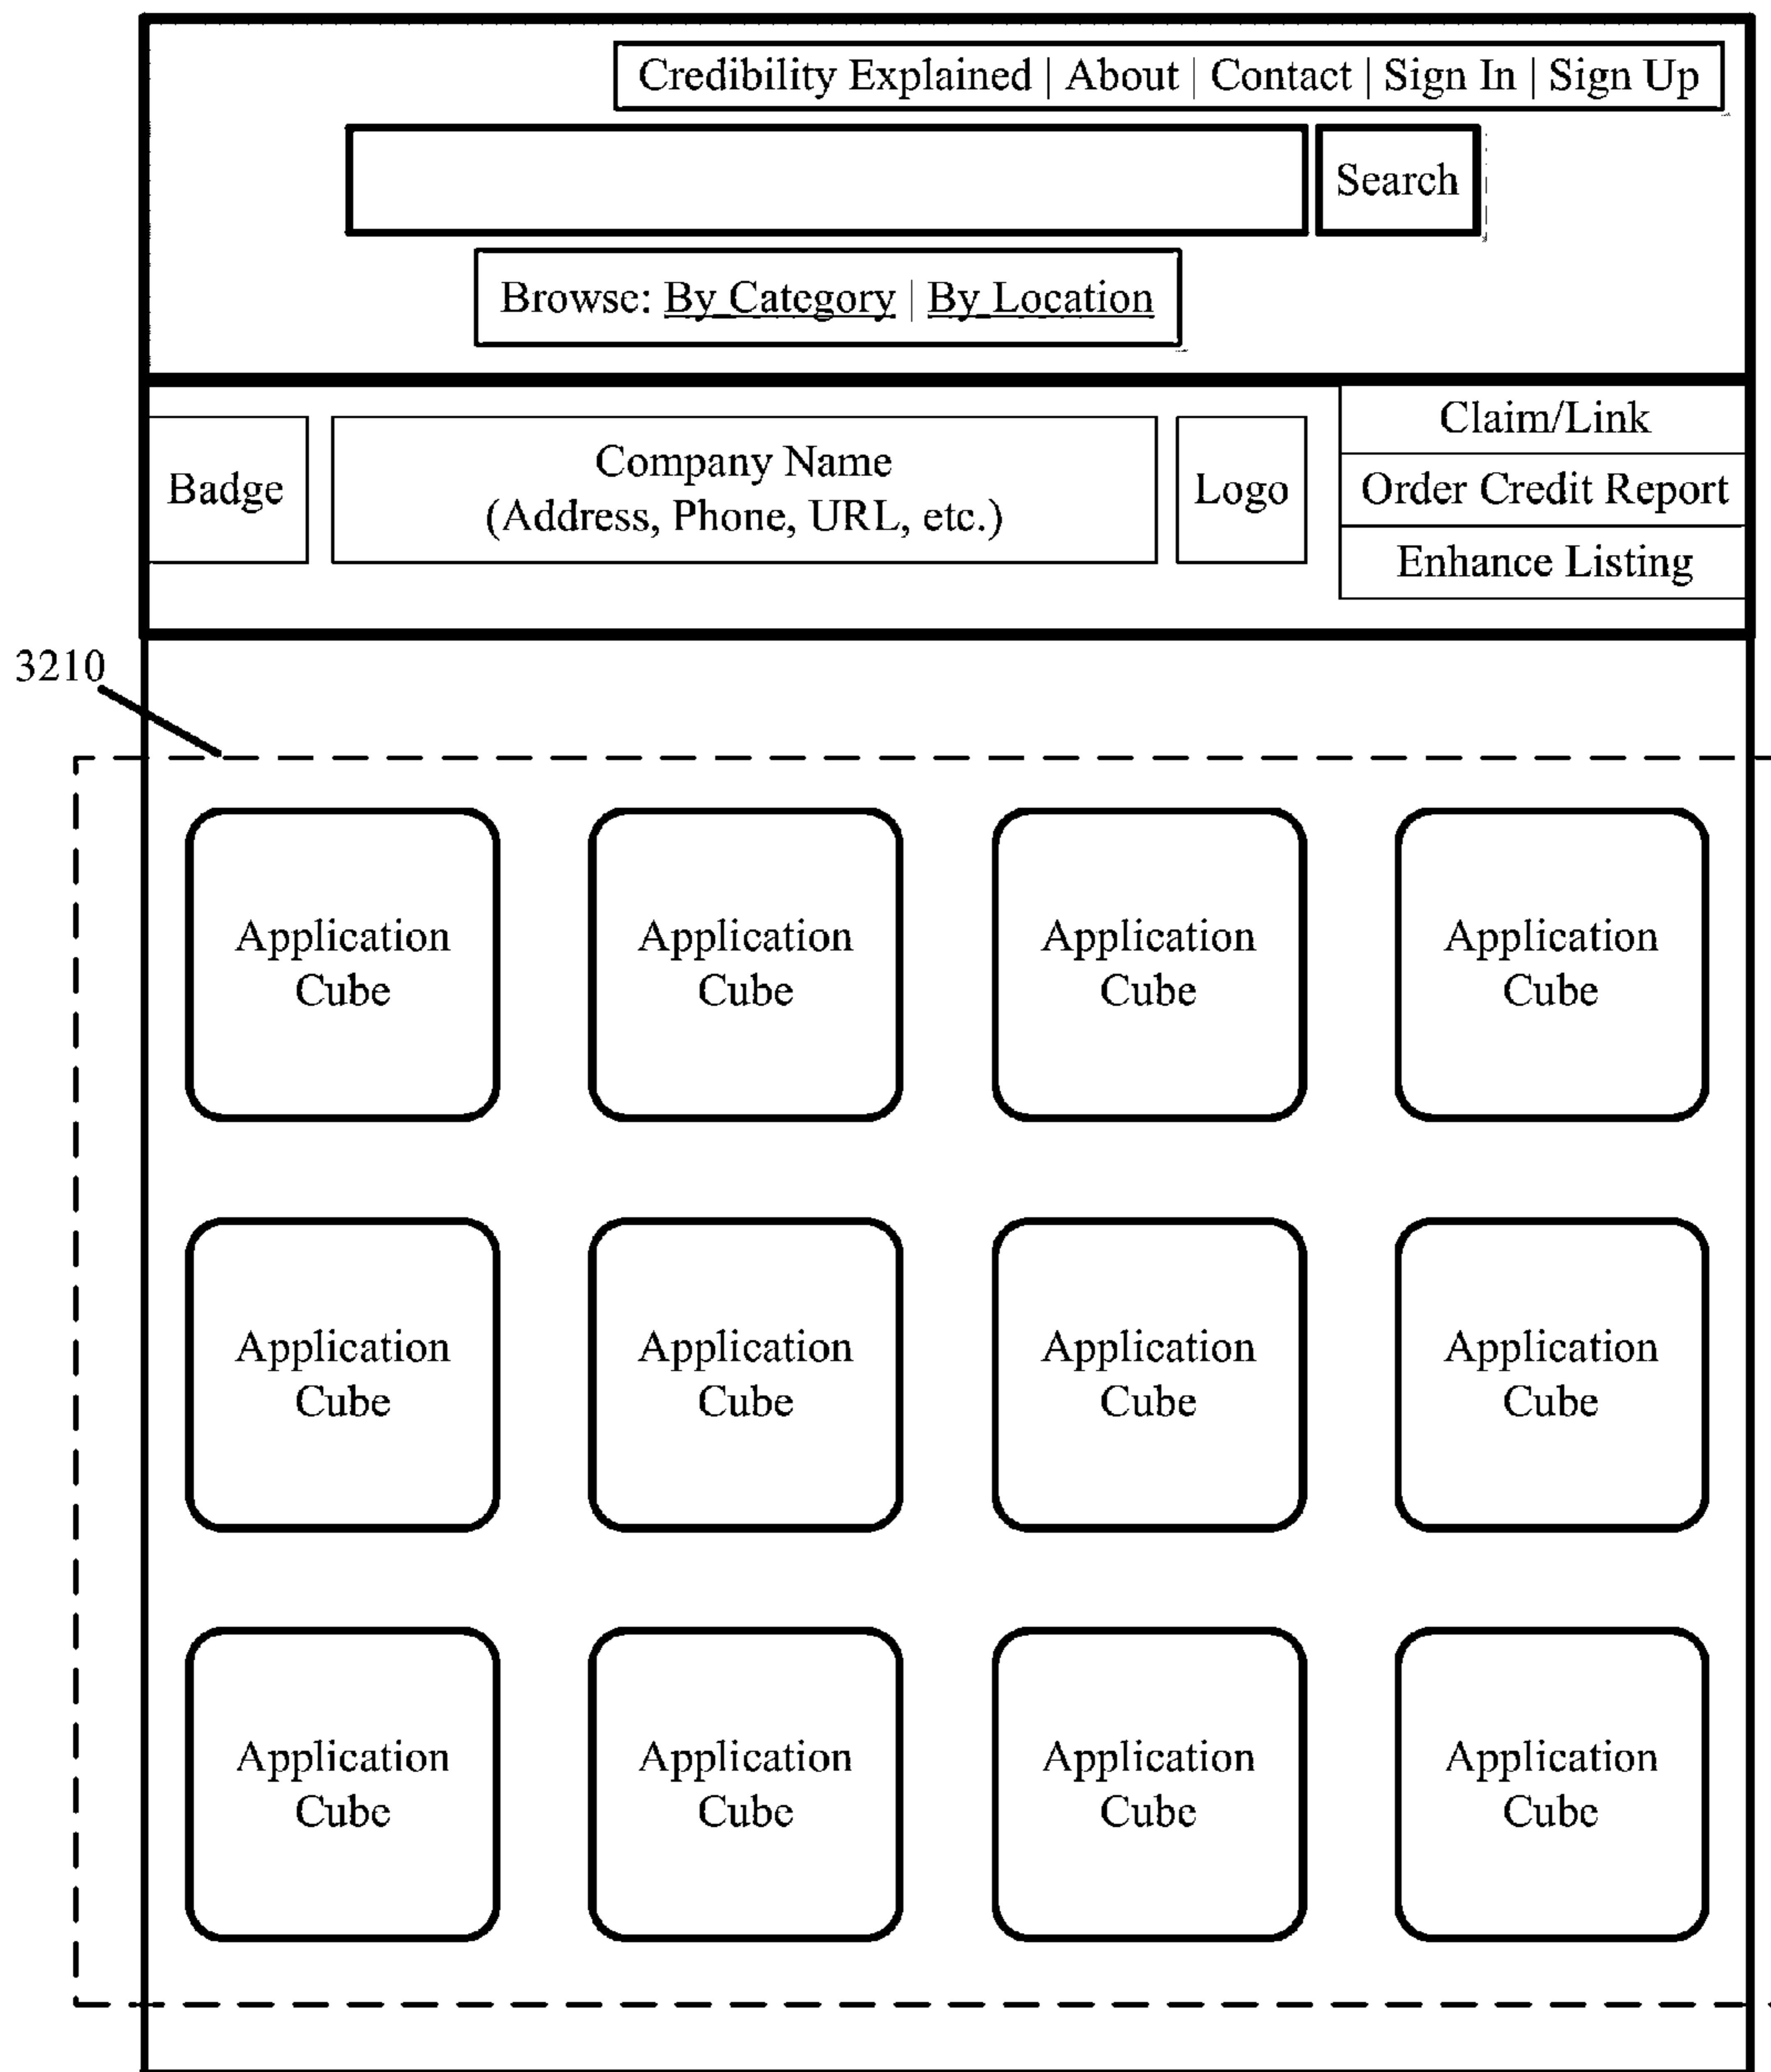 Credibility Explained | About | Contact | Sign In | Sign Up
Search
Browse: By Category | By Location
Badge
Company Name
(Address, Phone, URL, etc.)
Logo
Claim/Link
Order Credit Report
Enhance Listing
3210
Application
Cube
Application
Cube
Application
Cube
Application
Cube
Application
Cube
Application
Cube
Application
Cube
Application
Cube
Application
Cube
Application
Cube
Application
Cube
Application
Cube